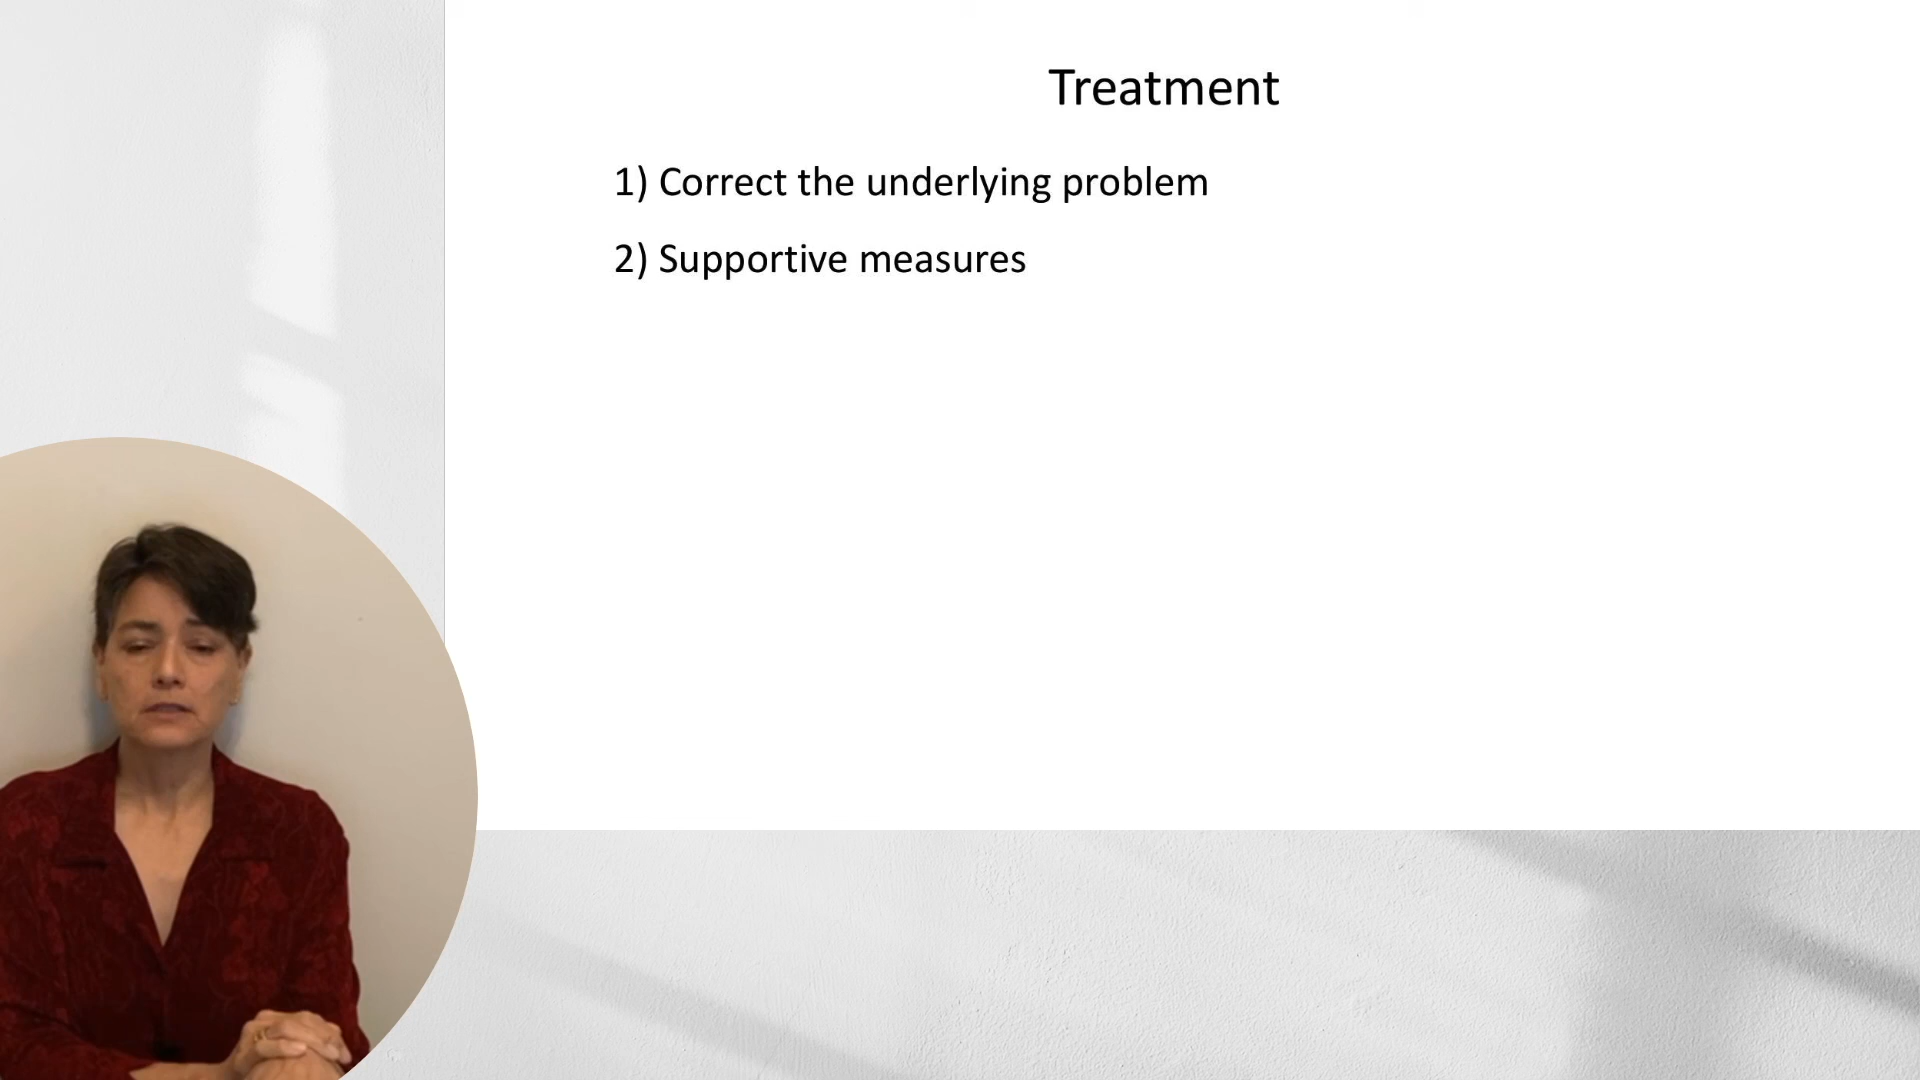 Treatment
1) Correct the underlying problem
2) Supportive measures